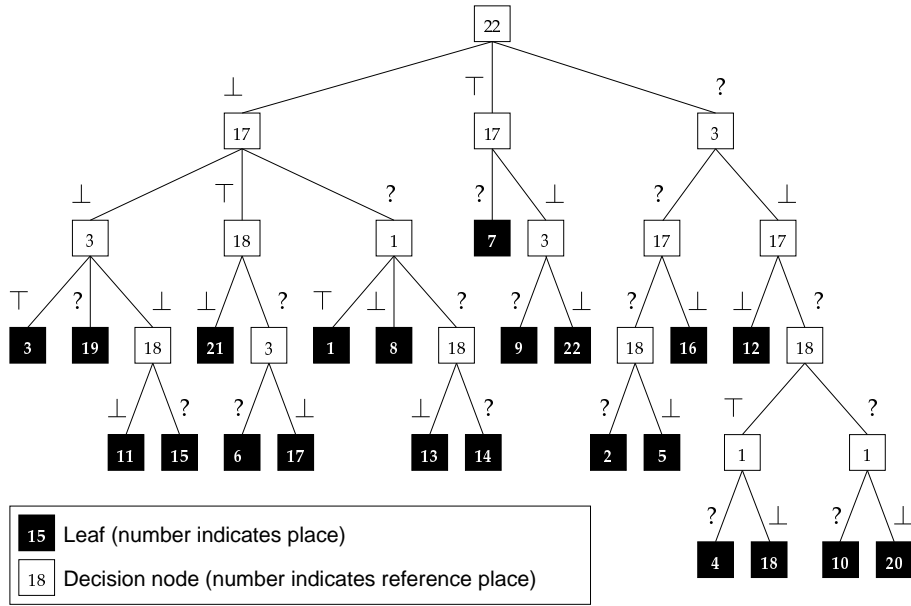 22
⊥ ⊤ ?
17 17 3
⊥ ⊤ ? ? ⊥ ? ⊥
3 18 1 7 3 17 17
⊤ ? ⊥ ⊥ ? ⊤ ⊥ ? ? ⊥ ? ⊥ ⊥ ?
3 19 18 21 3 1 8 18 9 22 18 16 12 18
⊥ ? ? ⊥ ⊥ ? ? ⊥ ⊤ ?
11 15 6 17 13 14 2 5 1 1
? ⊥ ? ⊥
4 18 10 20
15 Leaf (number indicates place)
18 Decision node (number indicates reference place)